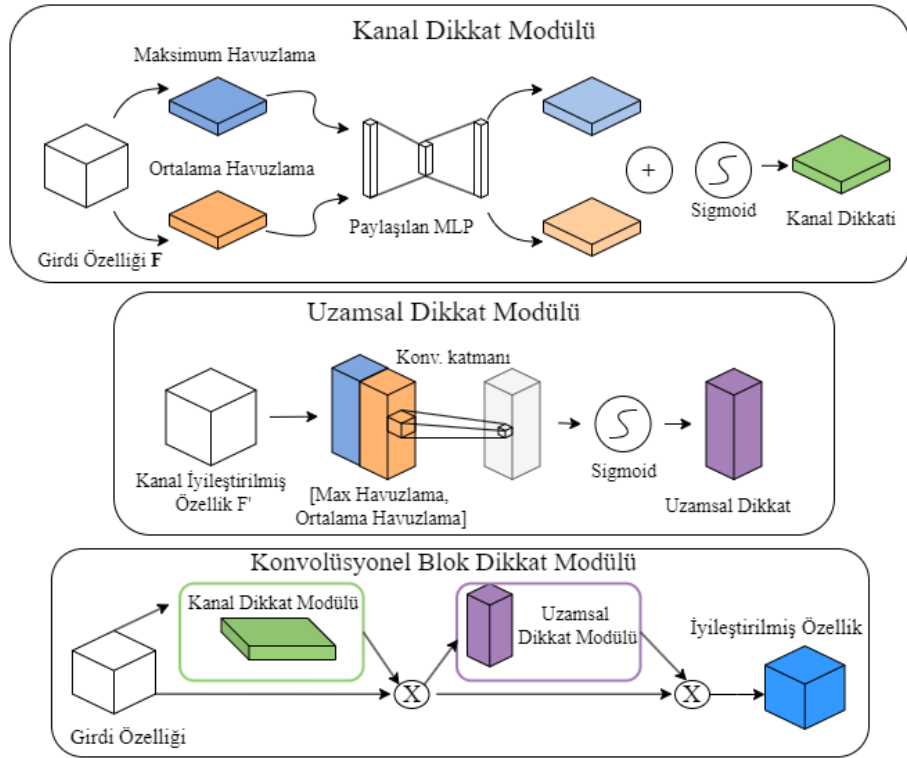 Kanal Dikkat Modülü
Maksimum Havuzlama
Ortalama Havuzlama
Girdi Özelliği F
Paylaşılan MLP
+
Sigmoid
Kanal Dikkati
Uzamsal Dikkat Modülü
Konv. katmanı
Kanal İyileştirilmiş
Özellik F'
[Max Havuzlama,
Ortalama Havuzlama]
Sigmoid
Uzamsal Dikkat
Konvolüsyonel Blok Dikkat Modülü
Kanal Dikkat Modülü
Uzamsal
Dikkat Modülü
İyileştirilmiş Özellik
X
X
Girdi Özelliği